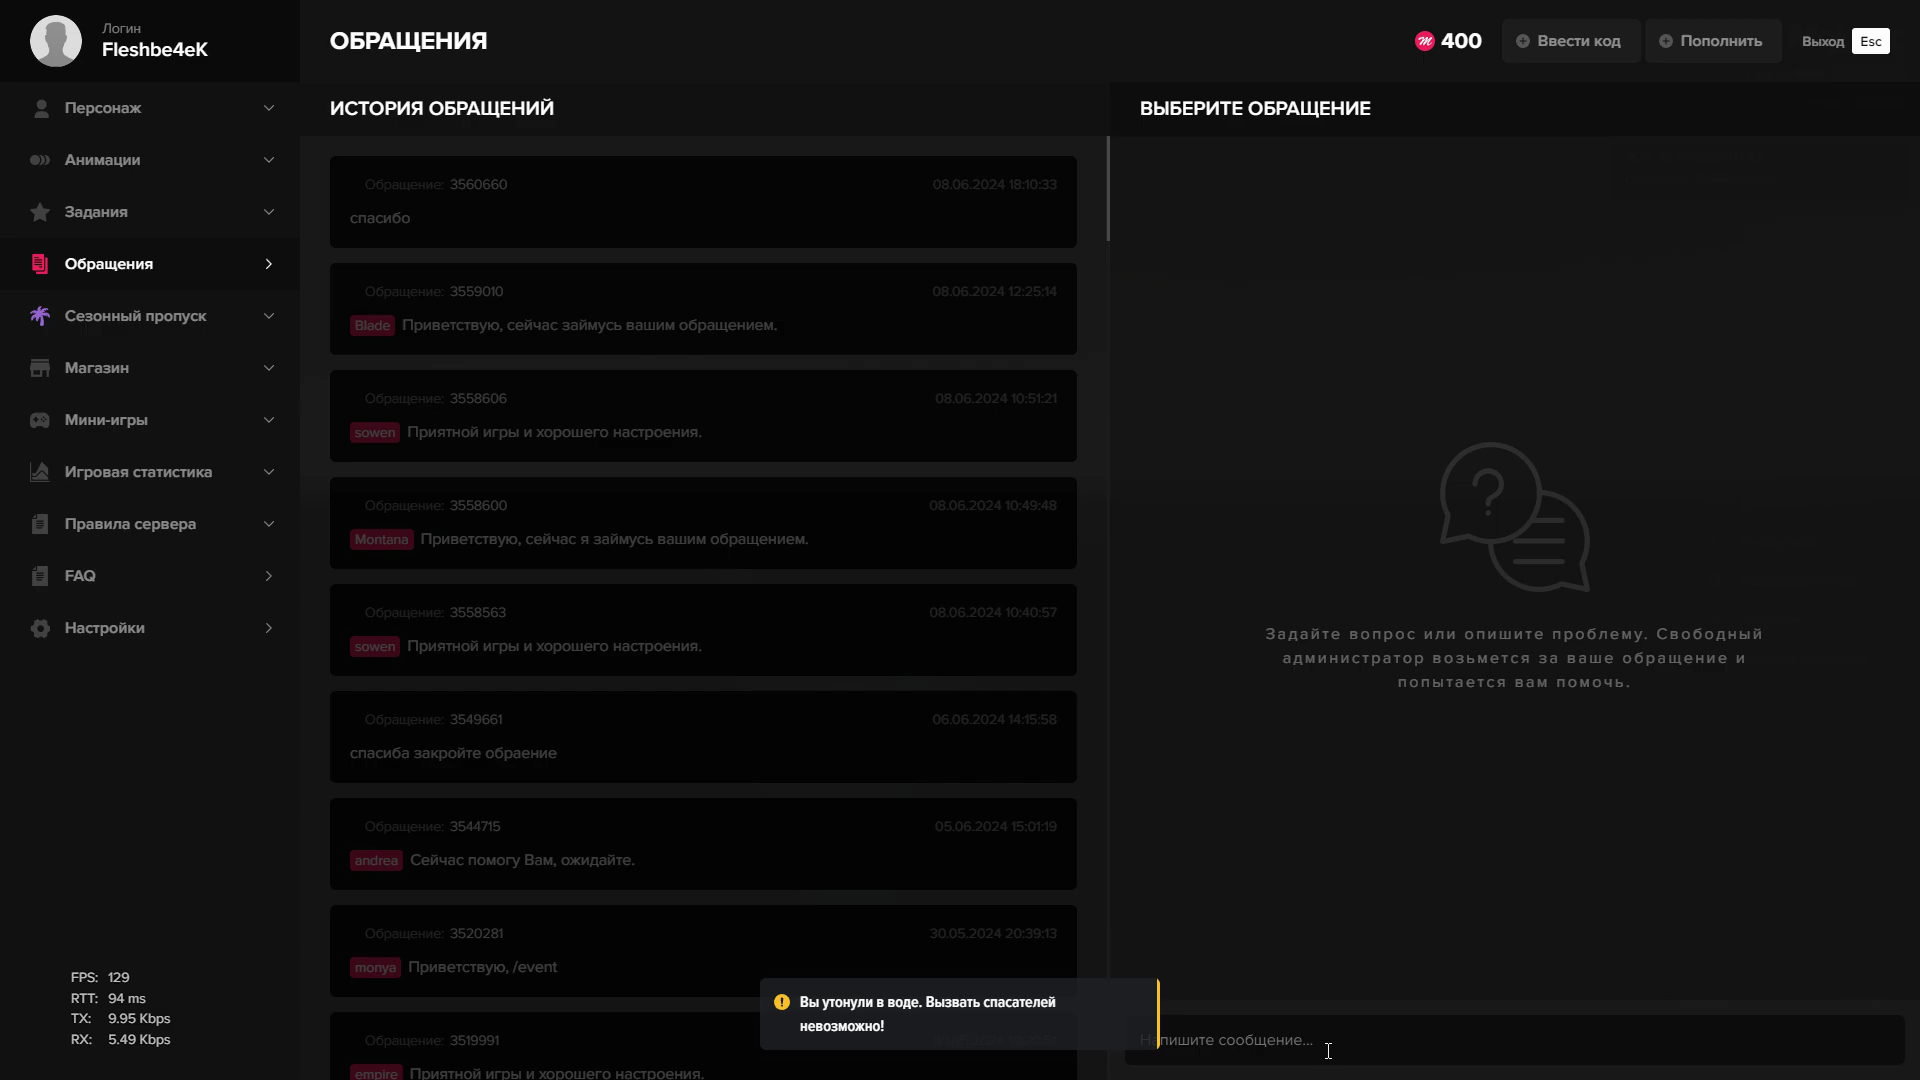 Логин
Fleshbe4eK
ОБРАЩЕНИЯ
400
Ввести код
Пополнить
Выход
Esc
Персонаж
Анимации
Задания
Обращения
Сезонный пропуск
Магазин
Мини-игры
Игровая статистика
Правила сервера
FAQ
Настройки
FPS: 129
RTT: 94 ms
TX: 9.95 Kbps
RX: 5.49 Kbps
ИСТОРИЯ ОБРАЩЕНИЙ
Обращение: 3560660 08.06.2024 18:10:33
спасибо
Обращение: 3559010 08.06.2024 12:25:14
Blade Приветствую, сейчас займусь вашим обращением.
Обращение: 3558606 08.06.2024 10:51:21
sowen Приятной игры и хорошего настроения.
Обращение: 3558600 08.06.2024 10:49:48
Montana Приветствую, сейчас я займусь вашим обращением.
Обращение: 3558563 08.06.2024 10:40:57
sowen Приятной игры и хорошего настроения.
Обращение: 3549661 06.06.2024 14:15:58
спасиба закройте обраение
Обращение: 3544715 05.06.2024 15:01:19
andrea Сейчас помогу Вам, ожидайте.
Обращение: 3520281 30.05.2024 20:39:13
monya Приветствую, /event
Обращение: 3519991
empire Приятной игры и хорошего настроения.
Вы утонули в воде. Вызвать спасателей
невозможно!
ВЫБЕРИТЕ ОБРАЩЕНИЕ
?
Задайте вопрос или опишите проблему. Свободный
администратор возьмется за ваше обращение и
попытается вам помочь.
Напишите сообщение...